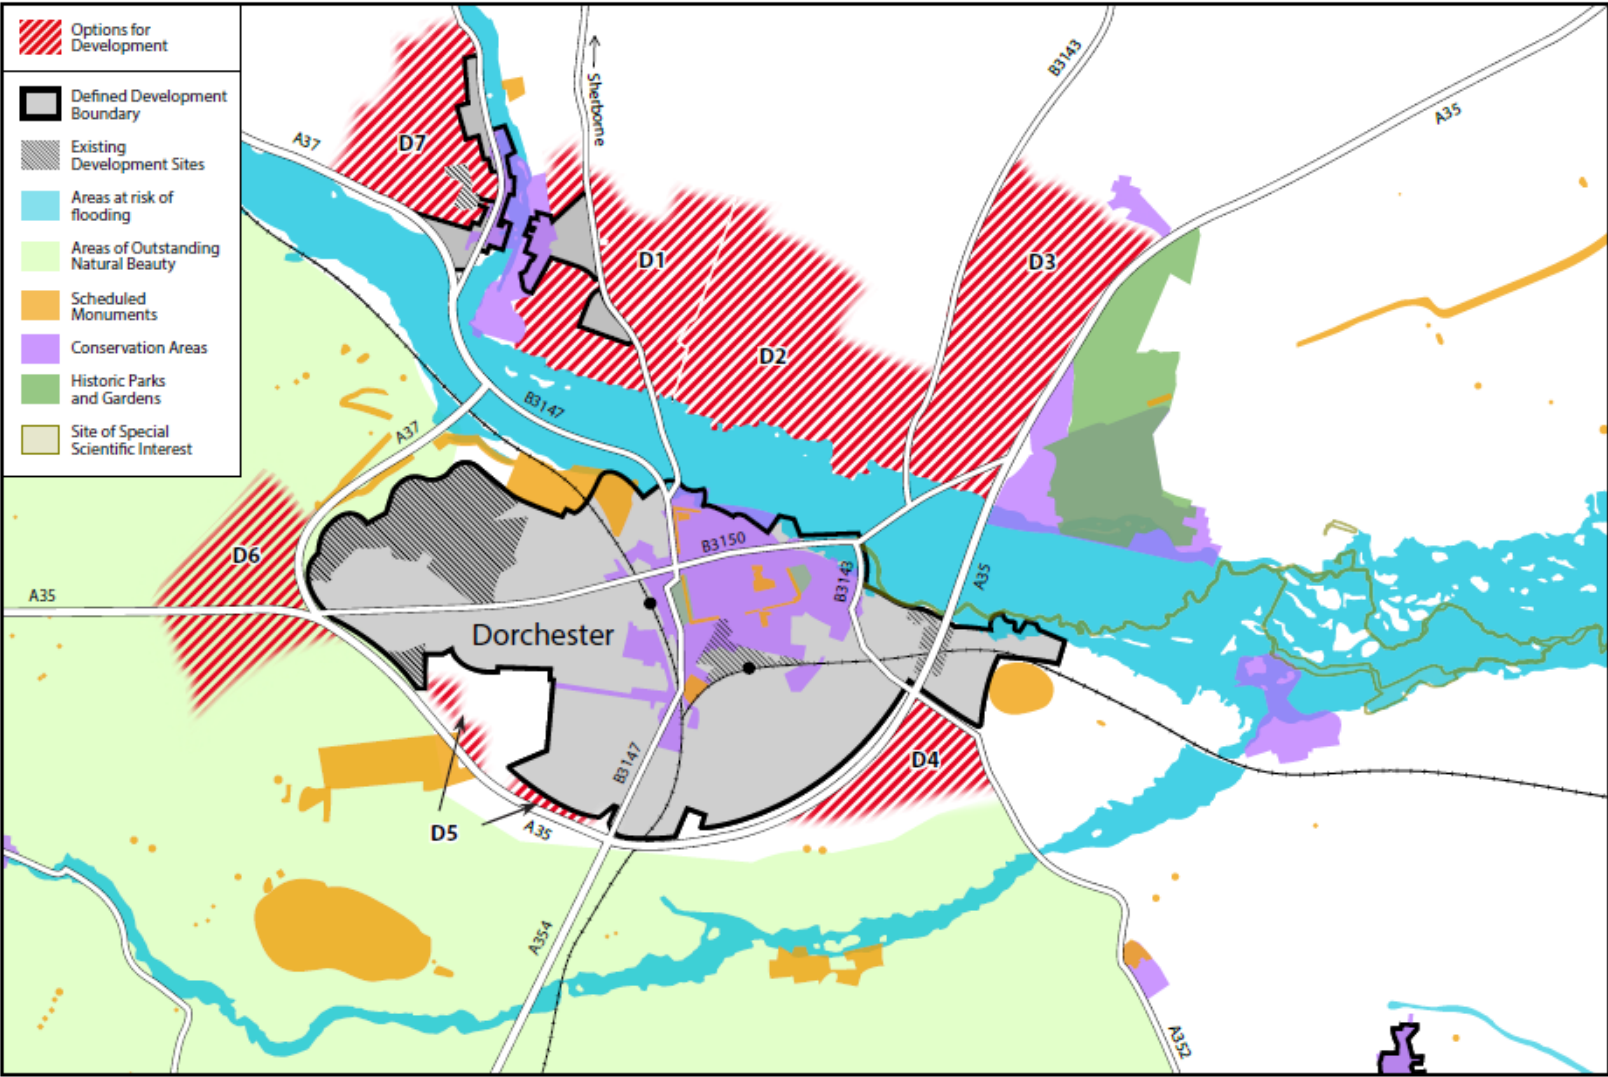 Options for
Development
Defined Development
Boundary
Existing
Development Sites
Areas at risk of
flooding
Areas of Outstanding
Natural Beauty
Scheduled
Monuments
Conservation Areas
Historic Parks
and Gardens
Site of Special
Scientific Interest
A37
D7
Sherborne
B3143
A35
D1
D3
D2
B3147
A37
D6
B3150
A35
B3143
A35
Dorchester
B3147
D4
D5
A35
A354
A352